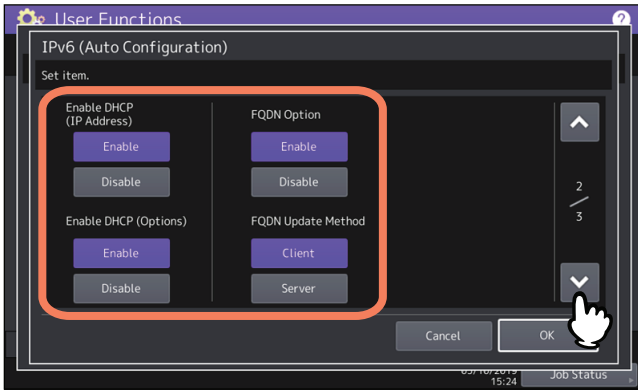 User Functions
?
IPv6 (Auto Configuration)
Set item.
Enable DHCP
(IP Address)
Enable
Disable
FQDN Option
Enable
Disable
Enable DHCP (Options)
Enable
Disable
FQDN Update Method
Client
Server
2
3
Cancel
OK
15:24
Job Status